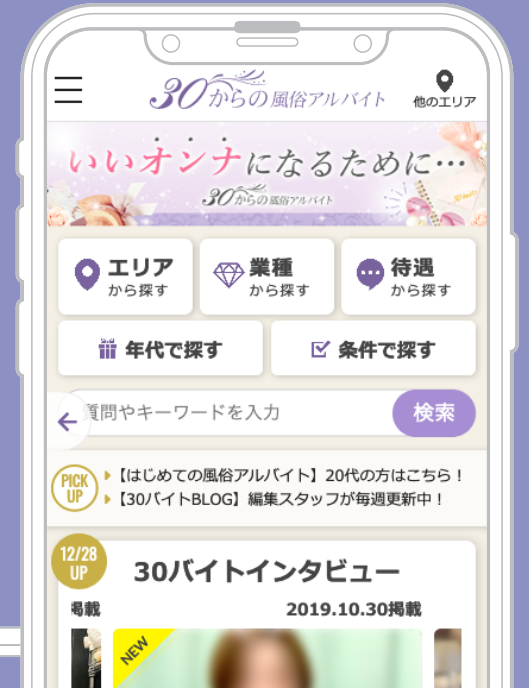 30からの風俗アルバイト
他のエリア
いいオンナになるために…
30からの風俗アルバイト
エリア
から探す
業種
から探す
待遇
から探す
年代で探す
条件で探す
質問やキーワードを入力
検索
PICK
UP
【はじめての風俗アルバイト】20代の方はこちら！
【30バイトBLOG】編集スタッフが毎週更新中！
12/28
UP
30バイトインタビュー
掲載
2019.10.30掲載
NEW